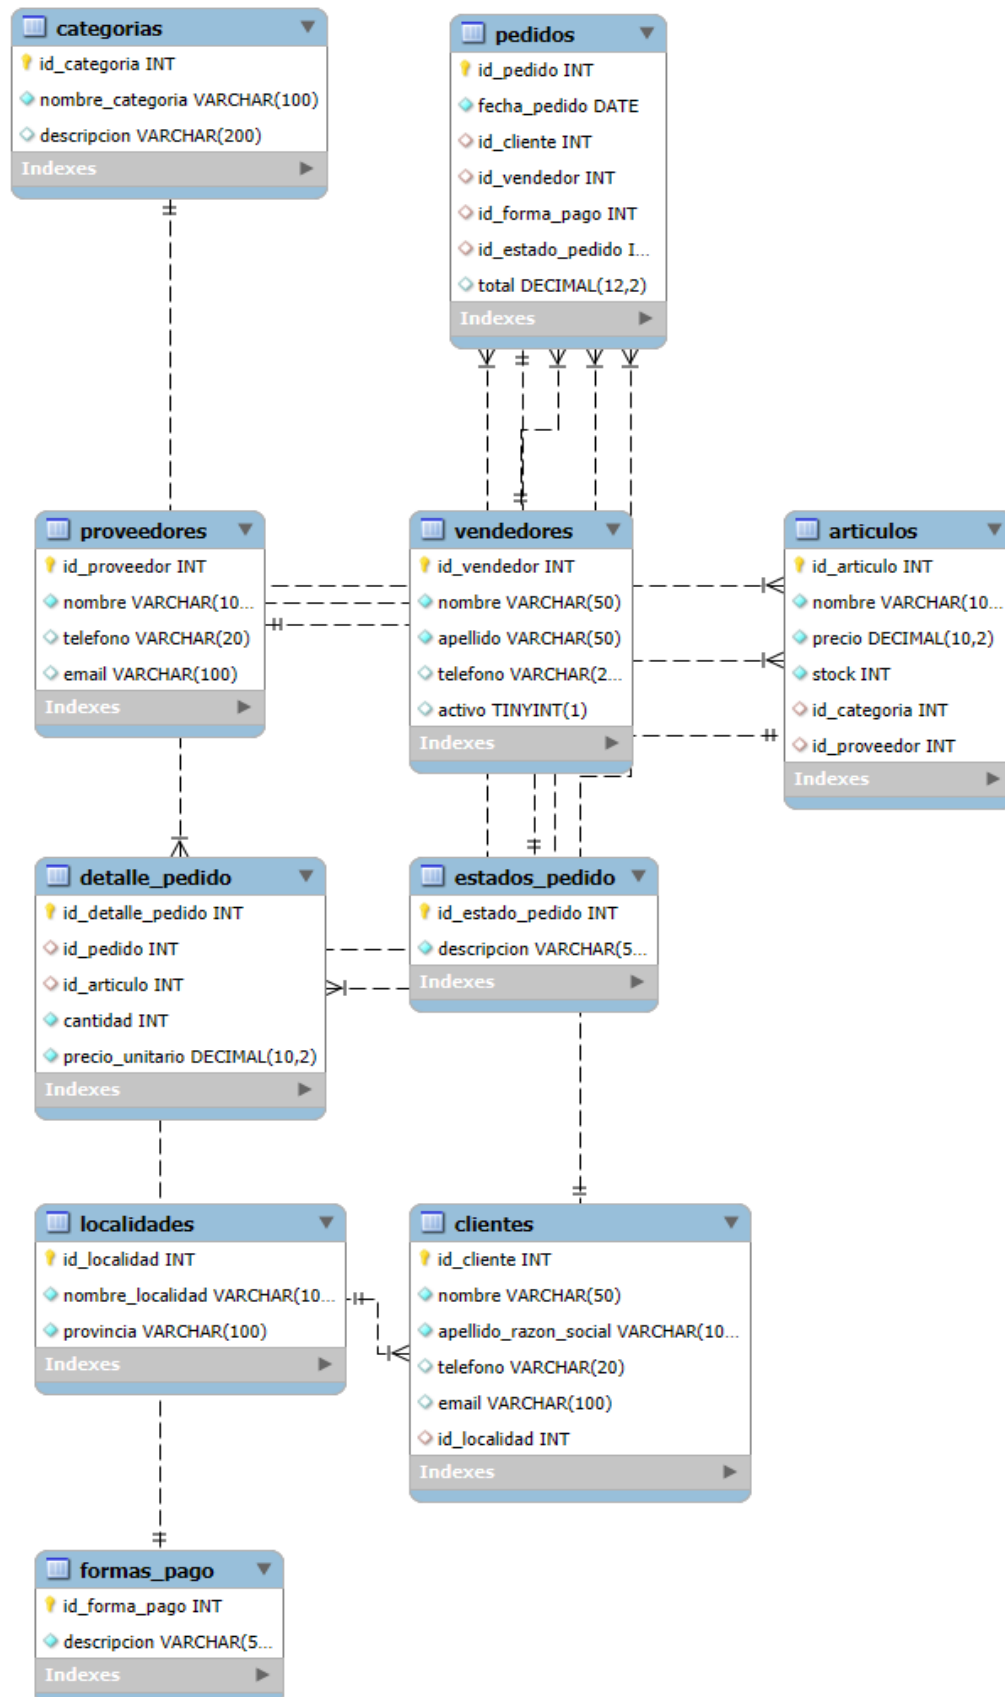 categorias
id_categoria INT
nombre_categoria VARCHAR(100)
descripcion VARCHAR(200)
Indexes
pedidos
id_pedido INT
fecha_pedido DATE
id_cliente INT
id_vendedor INT
id_forma_pago INT
id_estado_pedido I...
total DECIMAL(12,2)
Indexes
proveedores
id_proveedor INT
nombre VARCHAR(10...
telefono VARCHAR(20)
email VARCHAR(100)
Indexes
vendedores
id_vendedor INT
nombre VARCHAR(50)
apellido VARCHAR(50)
telefono VARCHAR(2...
activo TINYINT(1)
Indexes
articulos
id_articulo INT
nombre VARCHAR(10...
precio DECIMAL(10,2)
stock INT
id_categoria INT
id_proveedor INT
Indexes
detalle_pedido
id_detalle_pedido INT
id_pedido INT
id_articulo INT
cantidad INT
precio_unitario DECIMAL(10,2)
Indexes
estados_pedido
id_estado_pedido INT
descripcion VARCHAR(5...
Indexes
localidades
id_localidad INT
nombre_localidad VARCHAR(10...
provincia VARCHAR(100)
Indexes
clientes
id_cliente INT
nombre VARCHAR(50)
apellido_razon_social VARCHAR(10...
telefono VARCHAR(20)
email VARCHAR(100)
id_localidad INT
Indexes
formas_pago
id_forma_pago INT
descripcion VARCHAR(5...
Indexes